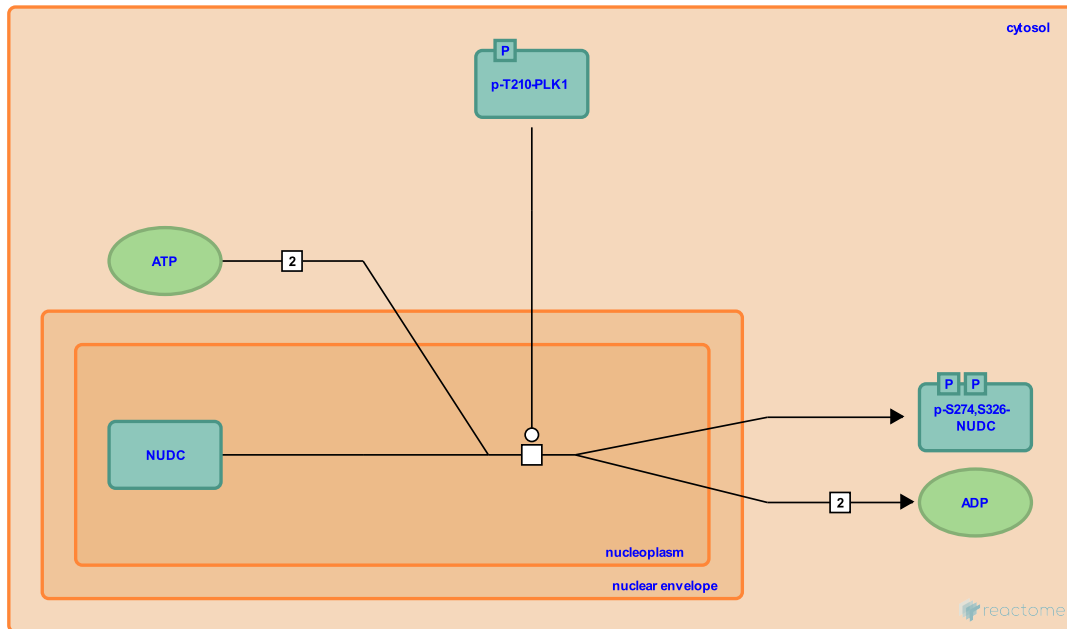 cytosol
P
p-T210-PLK1
ATP
2
P P
p-S274,S326-
NUDC
NUDC
2
ADP
nucleoplasm
nuclear envelope
reactome